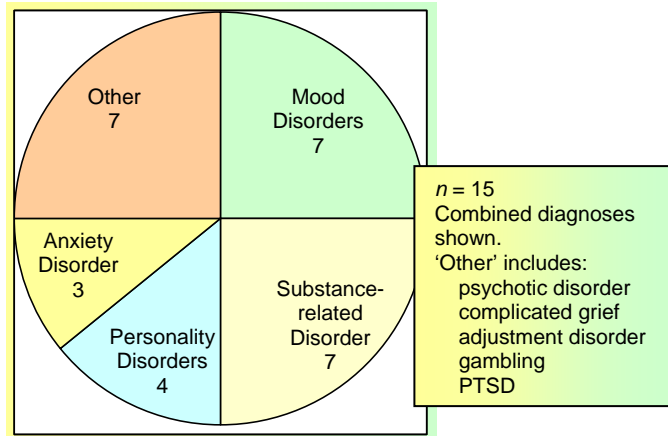 Other
7
Mood
Disorders
7
Anxiety
Disorder
3
Personality
Disorders
4
Substance-
related
Disorder
7
n = 15
Combined diagnoses
shown.
‘Other’ includes:
psychotic disorder
complicated grief
adjustment disorder
gambling
PTSD